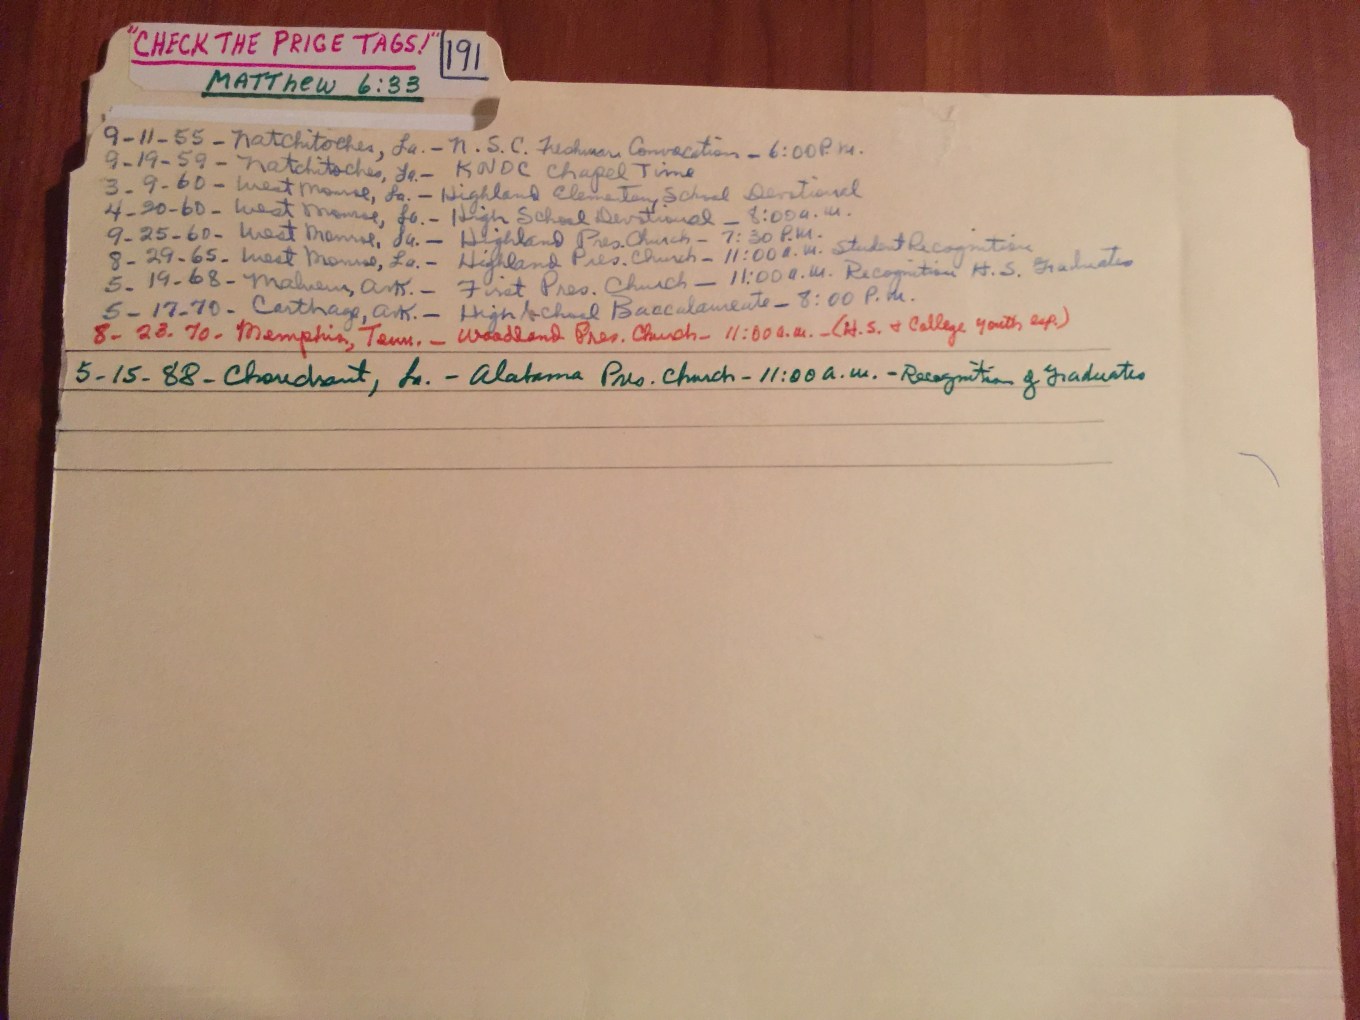 "CHECK THE PRICE TAGS!" 191
MATThew 6:33
9-11-55 - Natchitoches, La. - N. S. C. Freshman Convocation - 6:00 P.m.
9-19-59 - Natchitoches, La. - KNOC Chapel Time
3-9-60 - West Monroe, La. - Highland Elementary School Devotional
4-20-60 - West Monroe, La. - High School Devotional - 8:00 a.m.
9-25-60 - West Monroe, La. - Highland Pres. Church - 7:30 P.m.
8-29-65 - West Monroe, La. - Highland Pres. Church - 11:00 a.m. Student Recognition
5-19-68 - Malvern, Ark. - First Pres. Church - 11:00 a.m. Recognition H. S. Graduates
5-17-70 - Carthage, Ark. - High School Baccalaureate - 8:00 P.m.
8-23-70 - Memphis, Tenn. - Woodland Pres. Church - 11:00 a.m. - (H.S. & College youth esp.)
5-15-88 - Choudrant, La. - Alabama Pres. Church - 11:00 a.m. - Recognition of Graduates